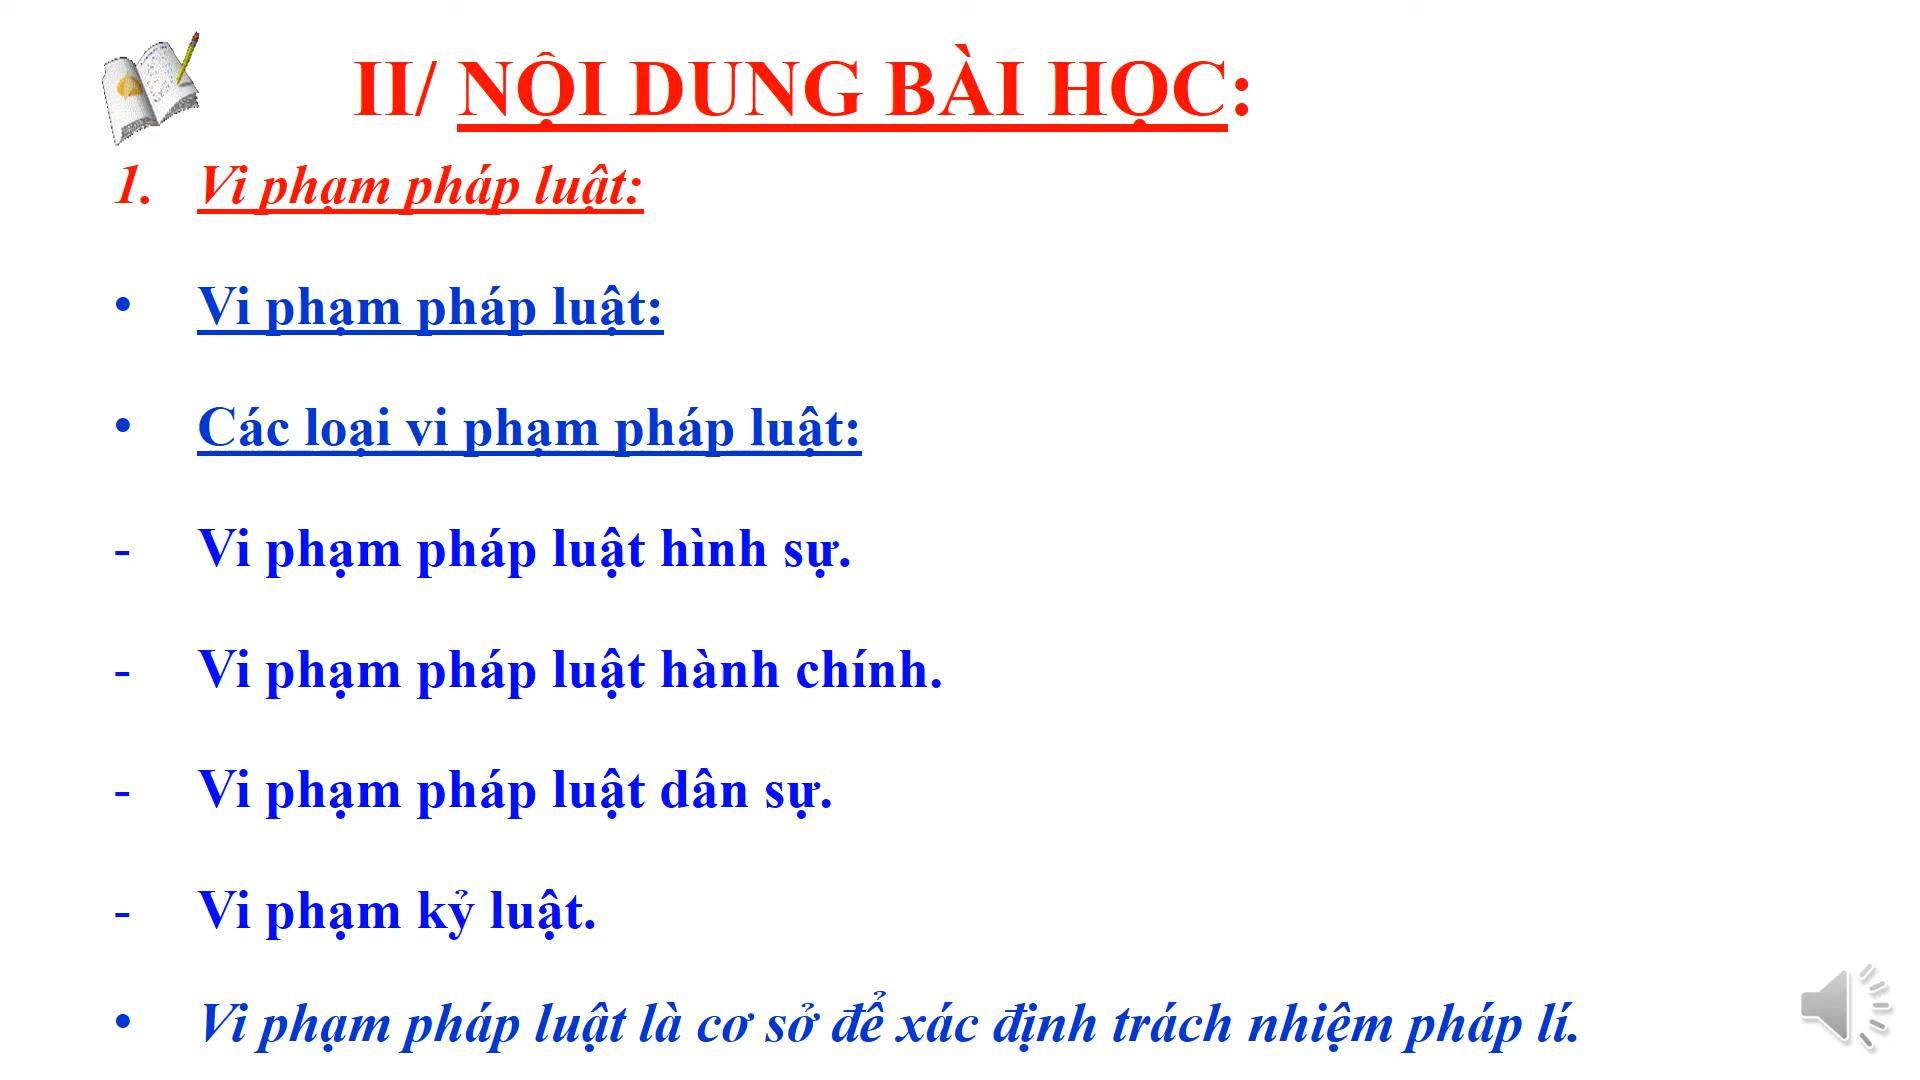 II/ NỘI DUNG BÀI HỌC:
1. Vi phạm pháp luật:
• Vi phạm pháp luật:
• Các loại vi phạm pháp luật:
- Vi phạm pháp luật hình sự.
- Vi phạm pháp luật hành chính.
- Vi phạm pháp luật dân sự.
- Vi phạm kỷ luật.
• Vi phạm pháp luật là cơ sở để xác định trách nhiệm pháp lí.